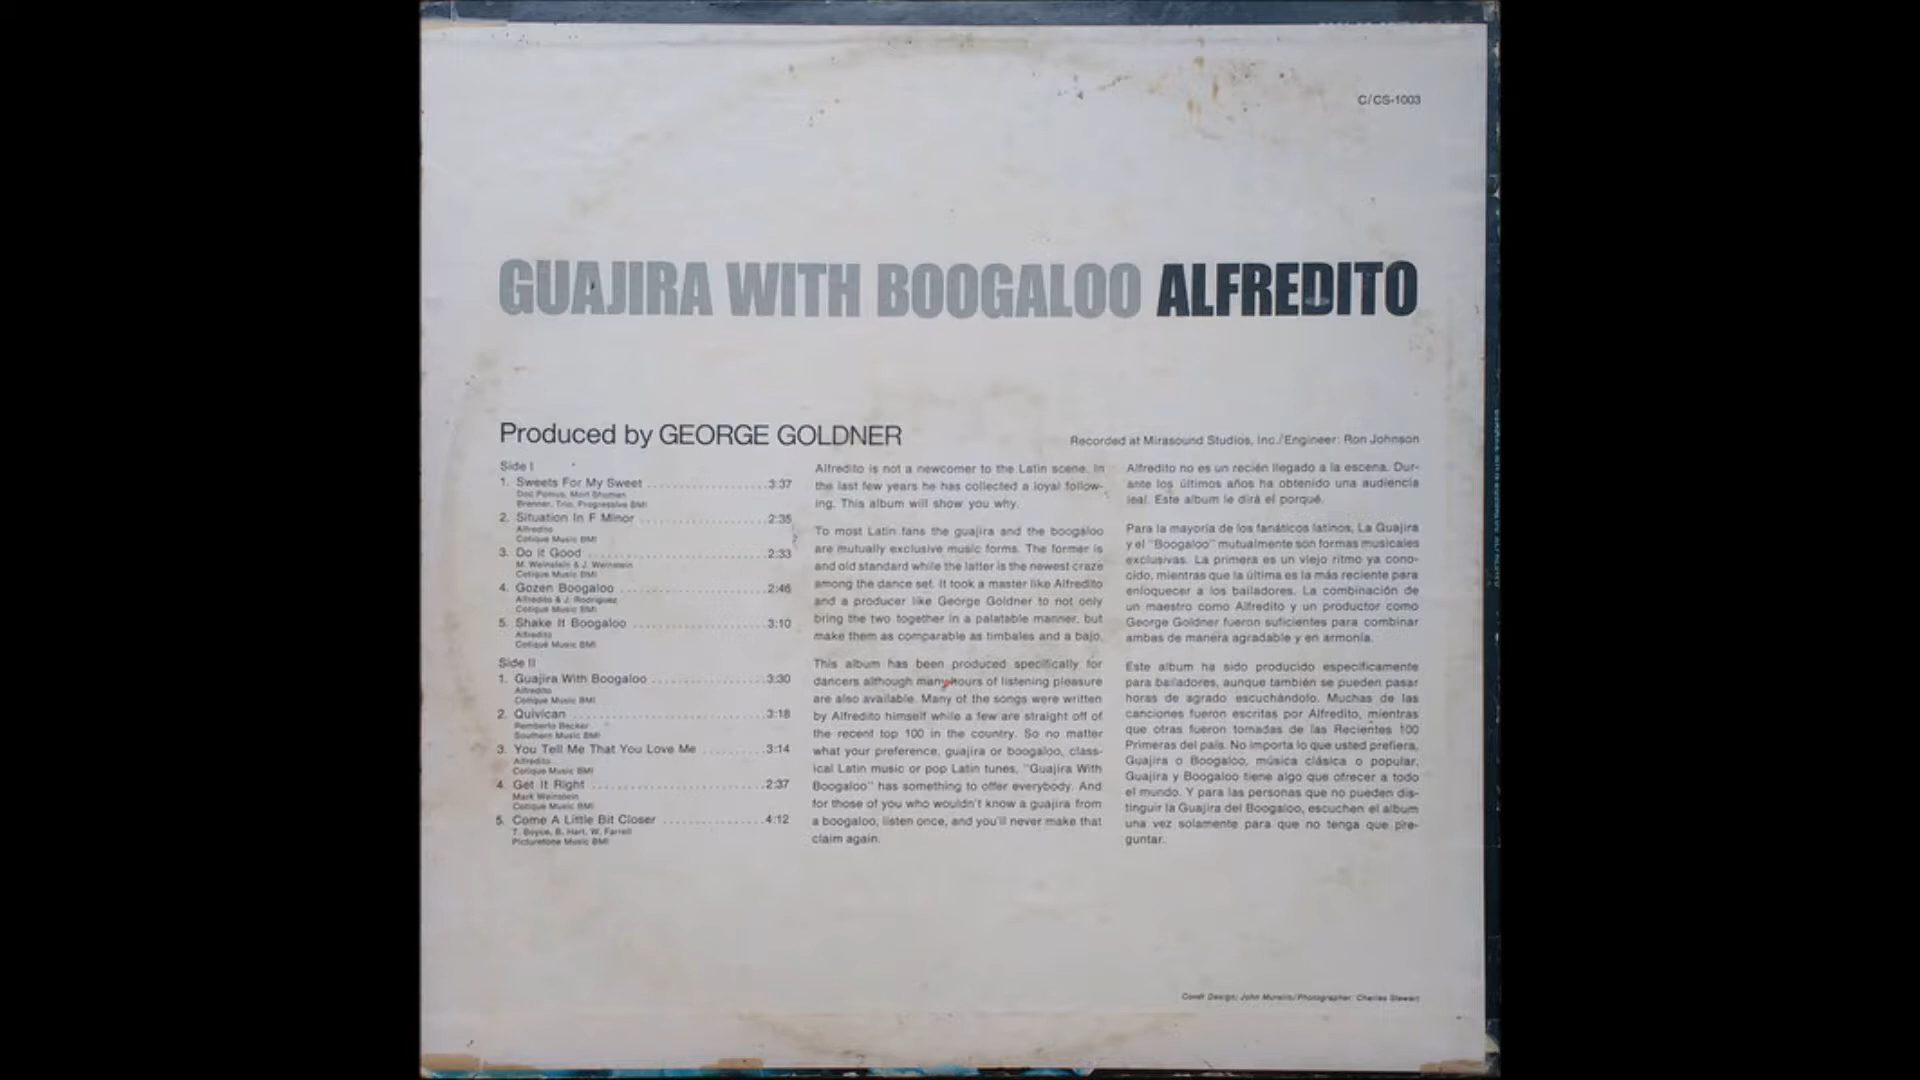 C/CS-1003
GUAJIRA WITH BOOGALOO ALFREDITO
Produced by GEORGE GOLDNER
Recorded at Mirasound Studios, Inc./Engineer: Ron Johnson
Side I
1. Sweets For My Sweet 3:37
Doc Pomus, Mort Shuman
Brenner, Trio, Progressive BMI
2. Situation In F Minor 2:35
Alfredito
Cotique Music BMI
3. Do it Good 2:33
M. Weinstein & J. Weinstein
Cotique Music BMI
4. Gozen Boogaloo 2:46
Alfredito & J. Rodriguez
Cotique Music BMI
5. Shake It Boogaloo 3:10
Alfredito
Cotique Music BMI
Side II
1. Guajira With Boogaloo 3:30
Alfredito
Cotique Music BMI
2. Quivican 3:18
Remberto Becker
Southern Music BMI
3. You Tell Me That You Love Me 3:14
Alfredito
Cotique Music BMI
4. Get It Right 2:37
Mark Weinstein
Cotique Music BMI
5. Come A Little Bit Closer 4:12
T. Boyce, B. Hart, W. Farrell
Picturetone Music BMI
Alfredito is not a newcomer to the Latin scene. In
the last few years he has collected a loyal follow-
ing. This album will show you why.
To most Latin fans the guajira and the boogaloo
are mutually exclusive music forms. The former is
and old standard while the latter is the newest craze
among the dance set. It took a master like Alfredito
and a producer like George Goldner to not only
bring the two together in a palatable manner, but
make them as comparable as timbales and a bajo.
This album has been produced specifically for
dancers although many hours of listening pleasure
are also available. Many of the songs were written
by Alfredito himself while a few are straight off of
the recent top 100 in the country. So no matter
what your preference, guajira or boogaloo, class-
ical Latin music or pop Latin tunes, "Guajira With
Boogaloo" has something to offer everybody. And
for those of you who wouldn't know a guajira from
a boogaloo, listen once, and you'll never make that
claim again.
Alfredito no es un recién llegado a la escena. Dur-
ante los últimos años ha obtenido una audiencia
leal. Este album le dirá el porqué.
Para la mayoría de los fanáticos latinos, La Guajira
y el "Boogaloo" mutualmente son formas musicales
exclusivas. La primera es un viejo ritmo ya cono-
cido, mientras que la última es la más reciente para
enloquecer a los bailadores. La combinación de
un maestro como Alfredito y un productor como
George Goldner fueron suficientes para combinar
ambas de manera agradable y en armonía.
Este album ha sido producido específicamente
para bailadores, aunque también se pueden pasar
horas de agrado escuchándolo. Muchas de las
canciones fueron escritas por Alfredito, mientras
que otras fueron tomadas de las Recientes 100
Primeras del país. No importa lo que usted prefiera,
Guajira o Boogaloo, música clásica o popular,
Guajira y Boogaloo tiene algo que ofrecer a todo
el mundo. Y para las personas que no pueden dis-
tinguir la Guajira del Boogaloo, escuchen el album
una vez solamente para que no tenga que pre-
guntar.
Cover Design: John Murello/Photographer: Charles Stewart